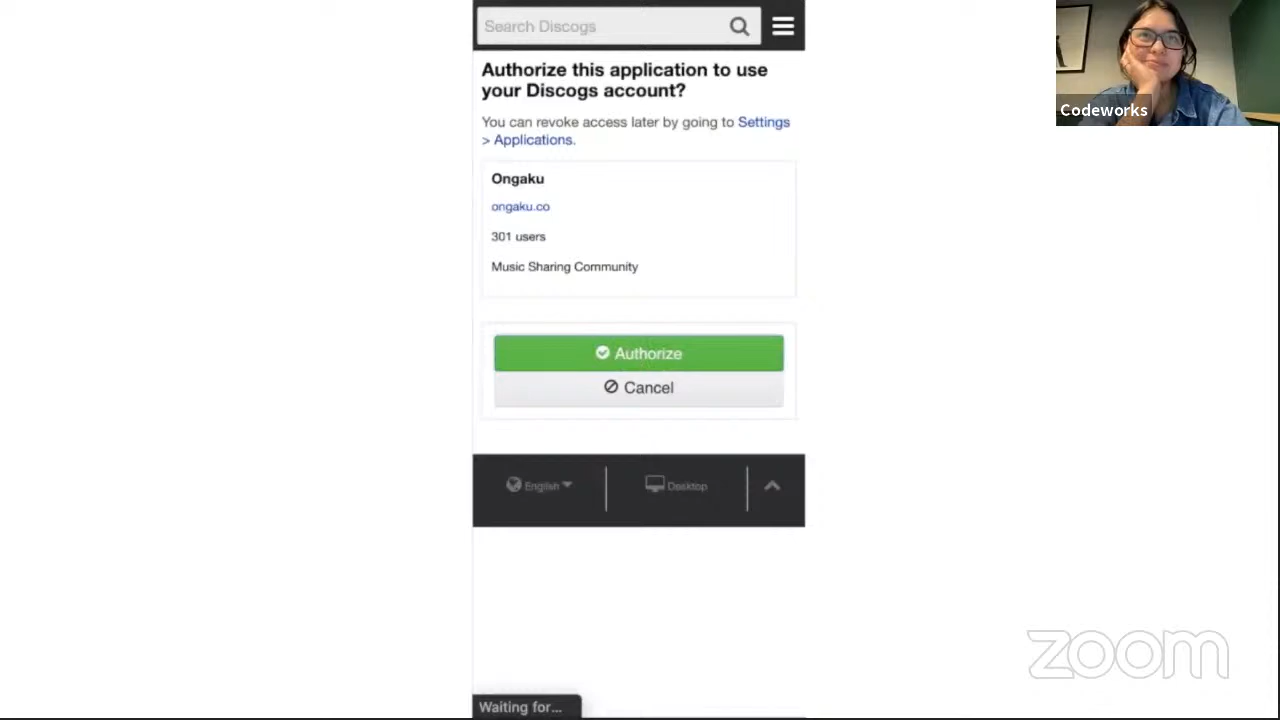 Search Discogs
Authorize this application to use
your Discogs account?
You can revoke access later by going to Settings
> Applications.
Ongaku
ongaku.co
301 users
Music Sharing Community
Authorize
Cancel
English
Desktop
Waiting for...
Codeworks
zoom